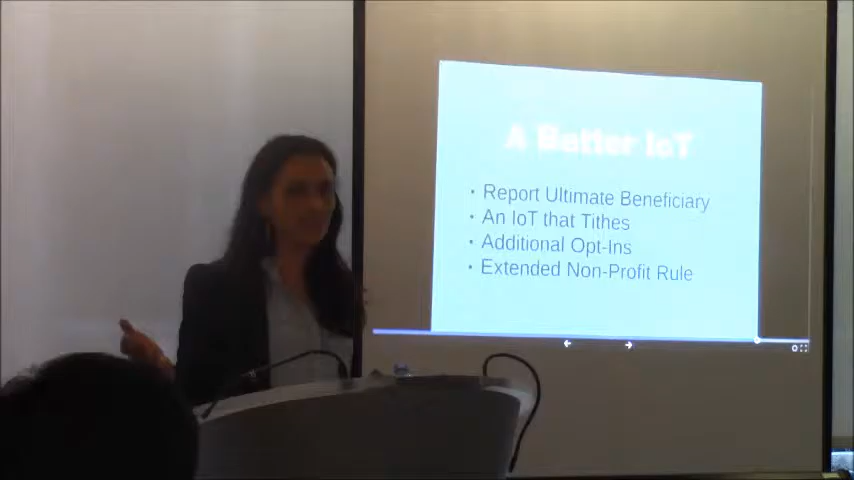 A Better IoT
• Report Ultimate Beneficiary
• An IoT that Tithes
• Additional Opt-Ins
• Extended Non-Profit Rule